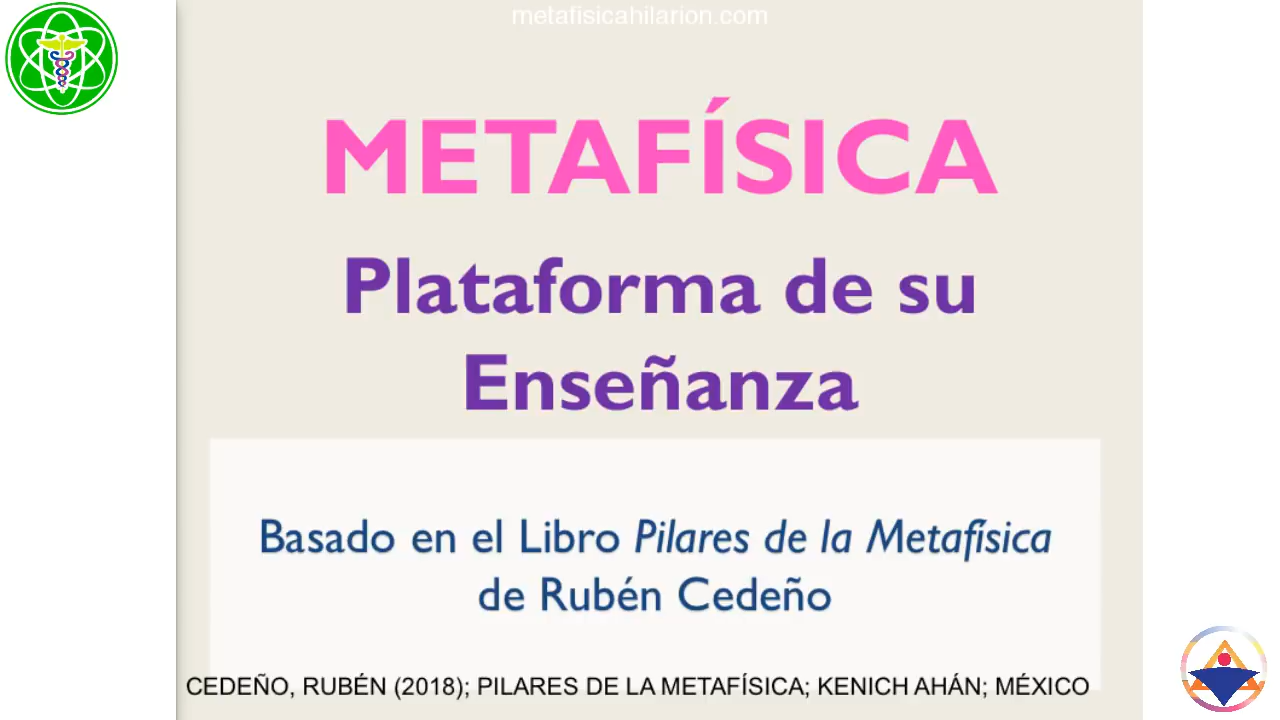 metafisicahilarion.com
METAFÍSICA
Plataforma de su
Enseñanza
Basado en el Libro Pilares de la Metafísica
de Rubén Cedeño
CEDEÑO, RUBÉN (2018); PILARES DE LA METAFÍSICA; KENICH AHÁN; MÉXICO